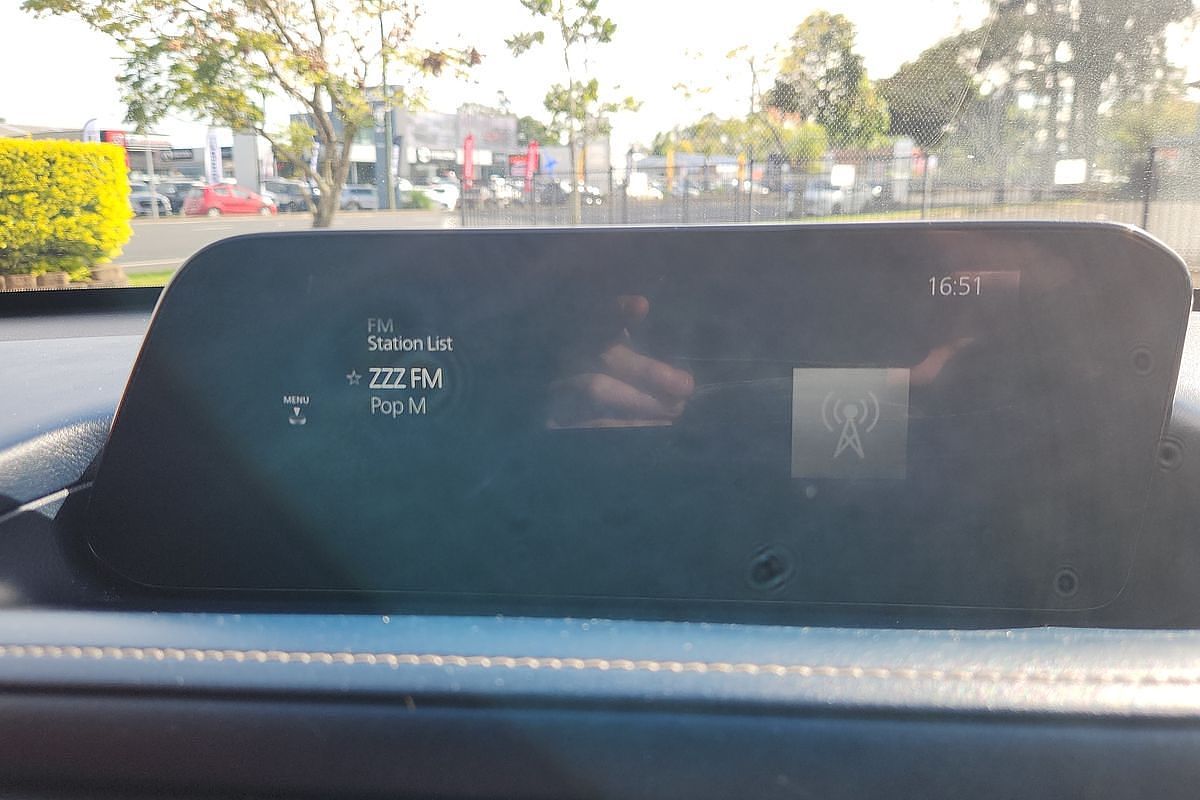 16:51
FM
Station List
ZZZ FM
Pop M
MENU